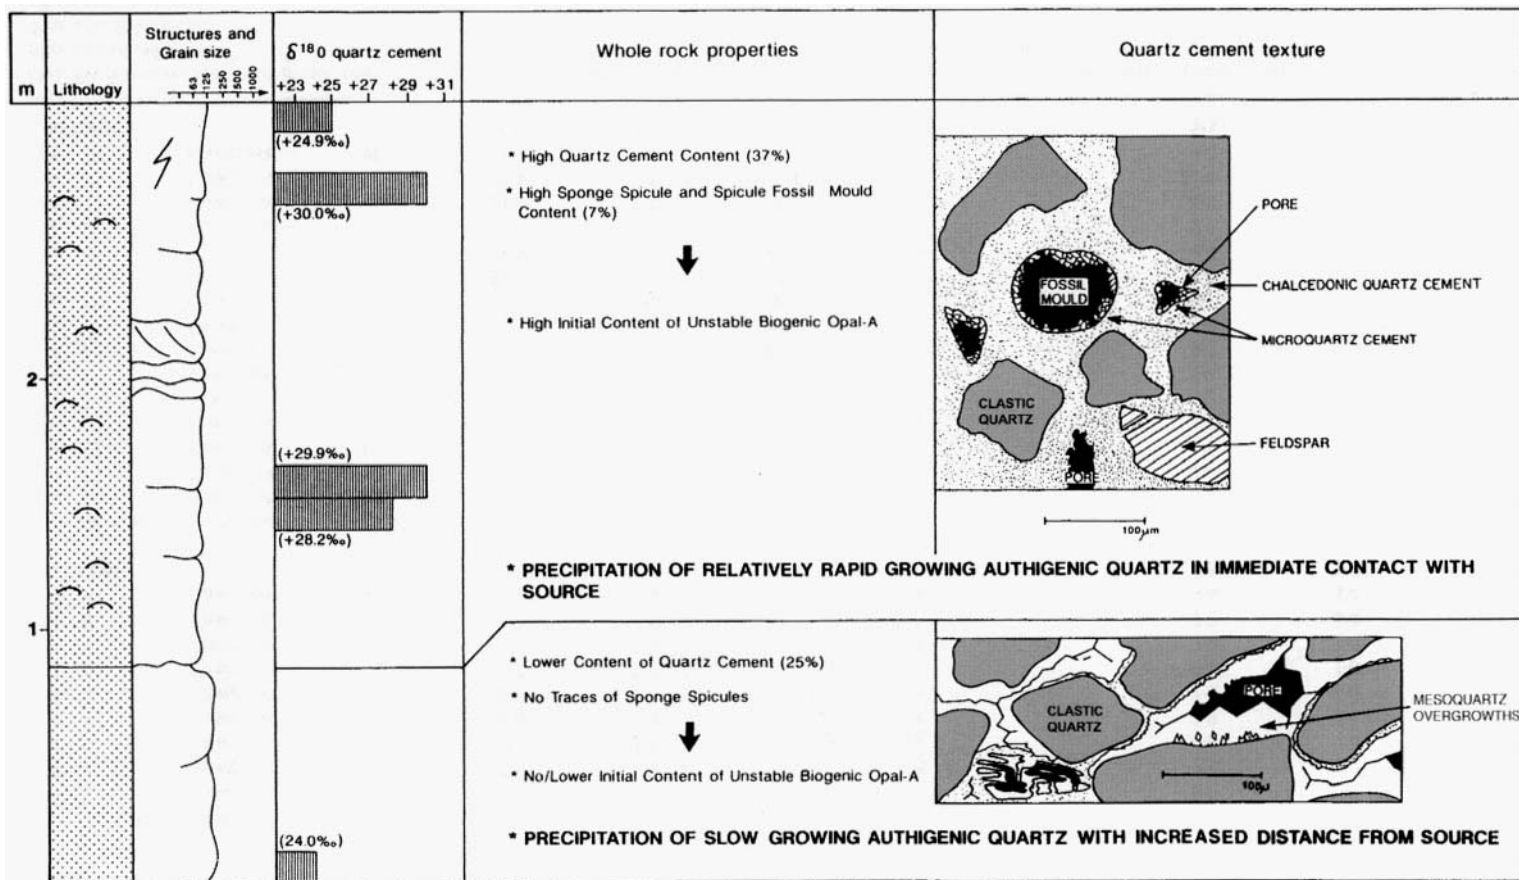 m
Lithology
Structures and
Grain size
63
125
250
500
1000
δ18O quartz cement
+23 +25 +27 +29 +31
Whole rock properties
Quartz cement texture
(+24.9‰)
(+30.0‰)
2
(+29.9‰)
(+28.2‰)
1
(24.0‰)
* High Quartz Cement Content (37%)
* High Sponge Spicule and Spicule Fossil Mould
Content (7%)
* High Initial Content of Unstable Biogenic Opal-A
PORE
CHALCEDONIC QUARTZ CEMENT
FOSSIL
MOULD
MICROQUARTZ CEMENT
CLASTIC
QUARTZ
FELDSPAR
PORE
100μm
* PRECIPITATION OF RELATIVELY RAPID GROWING AUTHIGENIC QUARTZ IN IMMEDIATE CONTACT WITH
SOURCE
* Lower Content of Quartz Cement (25%)
* No Traces of Sponge Spicules
* No/Lower Initial Content of Unstable Biogenic Opal-A
PORE
CLASTIC
QUARTZ
MESOQUARTZ
OVERGROWTHS
100μ
* PRECIPITATION OF SLOW GROWING AUTHIGENIC QUARTZ WITH INCREASED DISTANCE FROM SOURCE